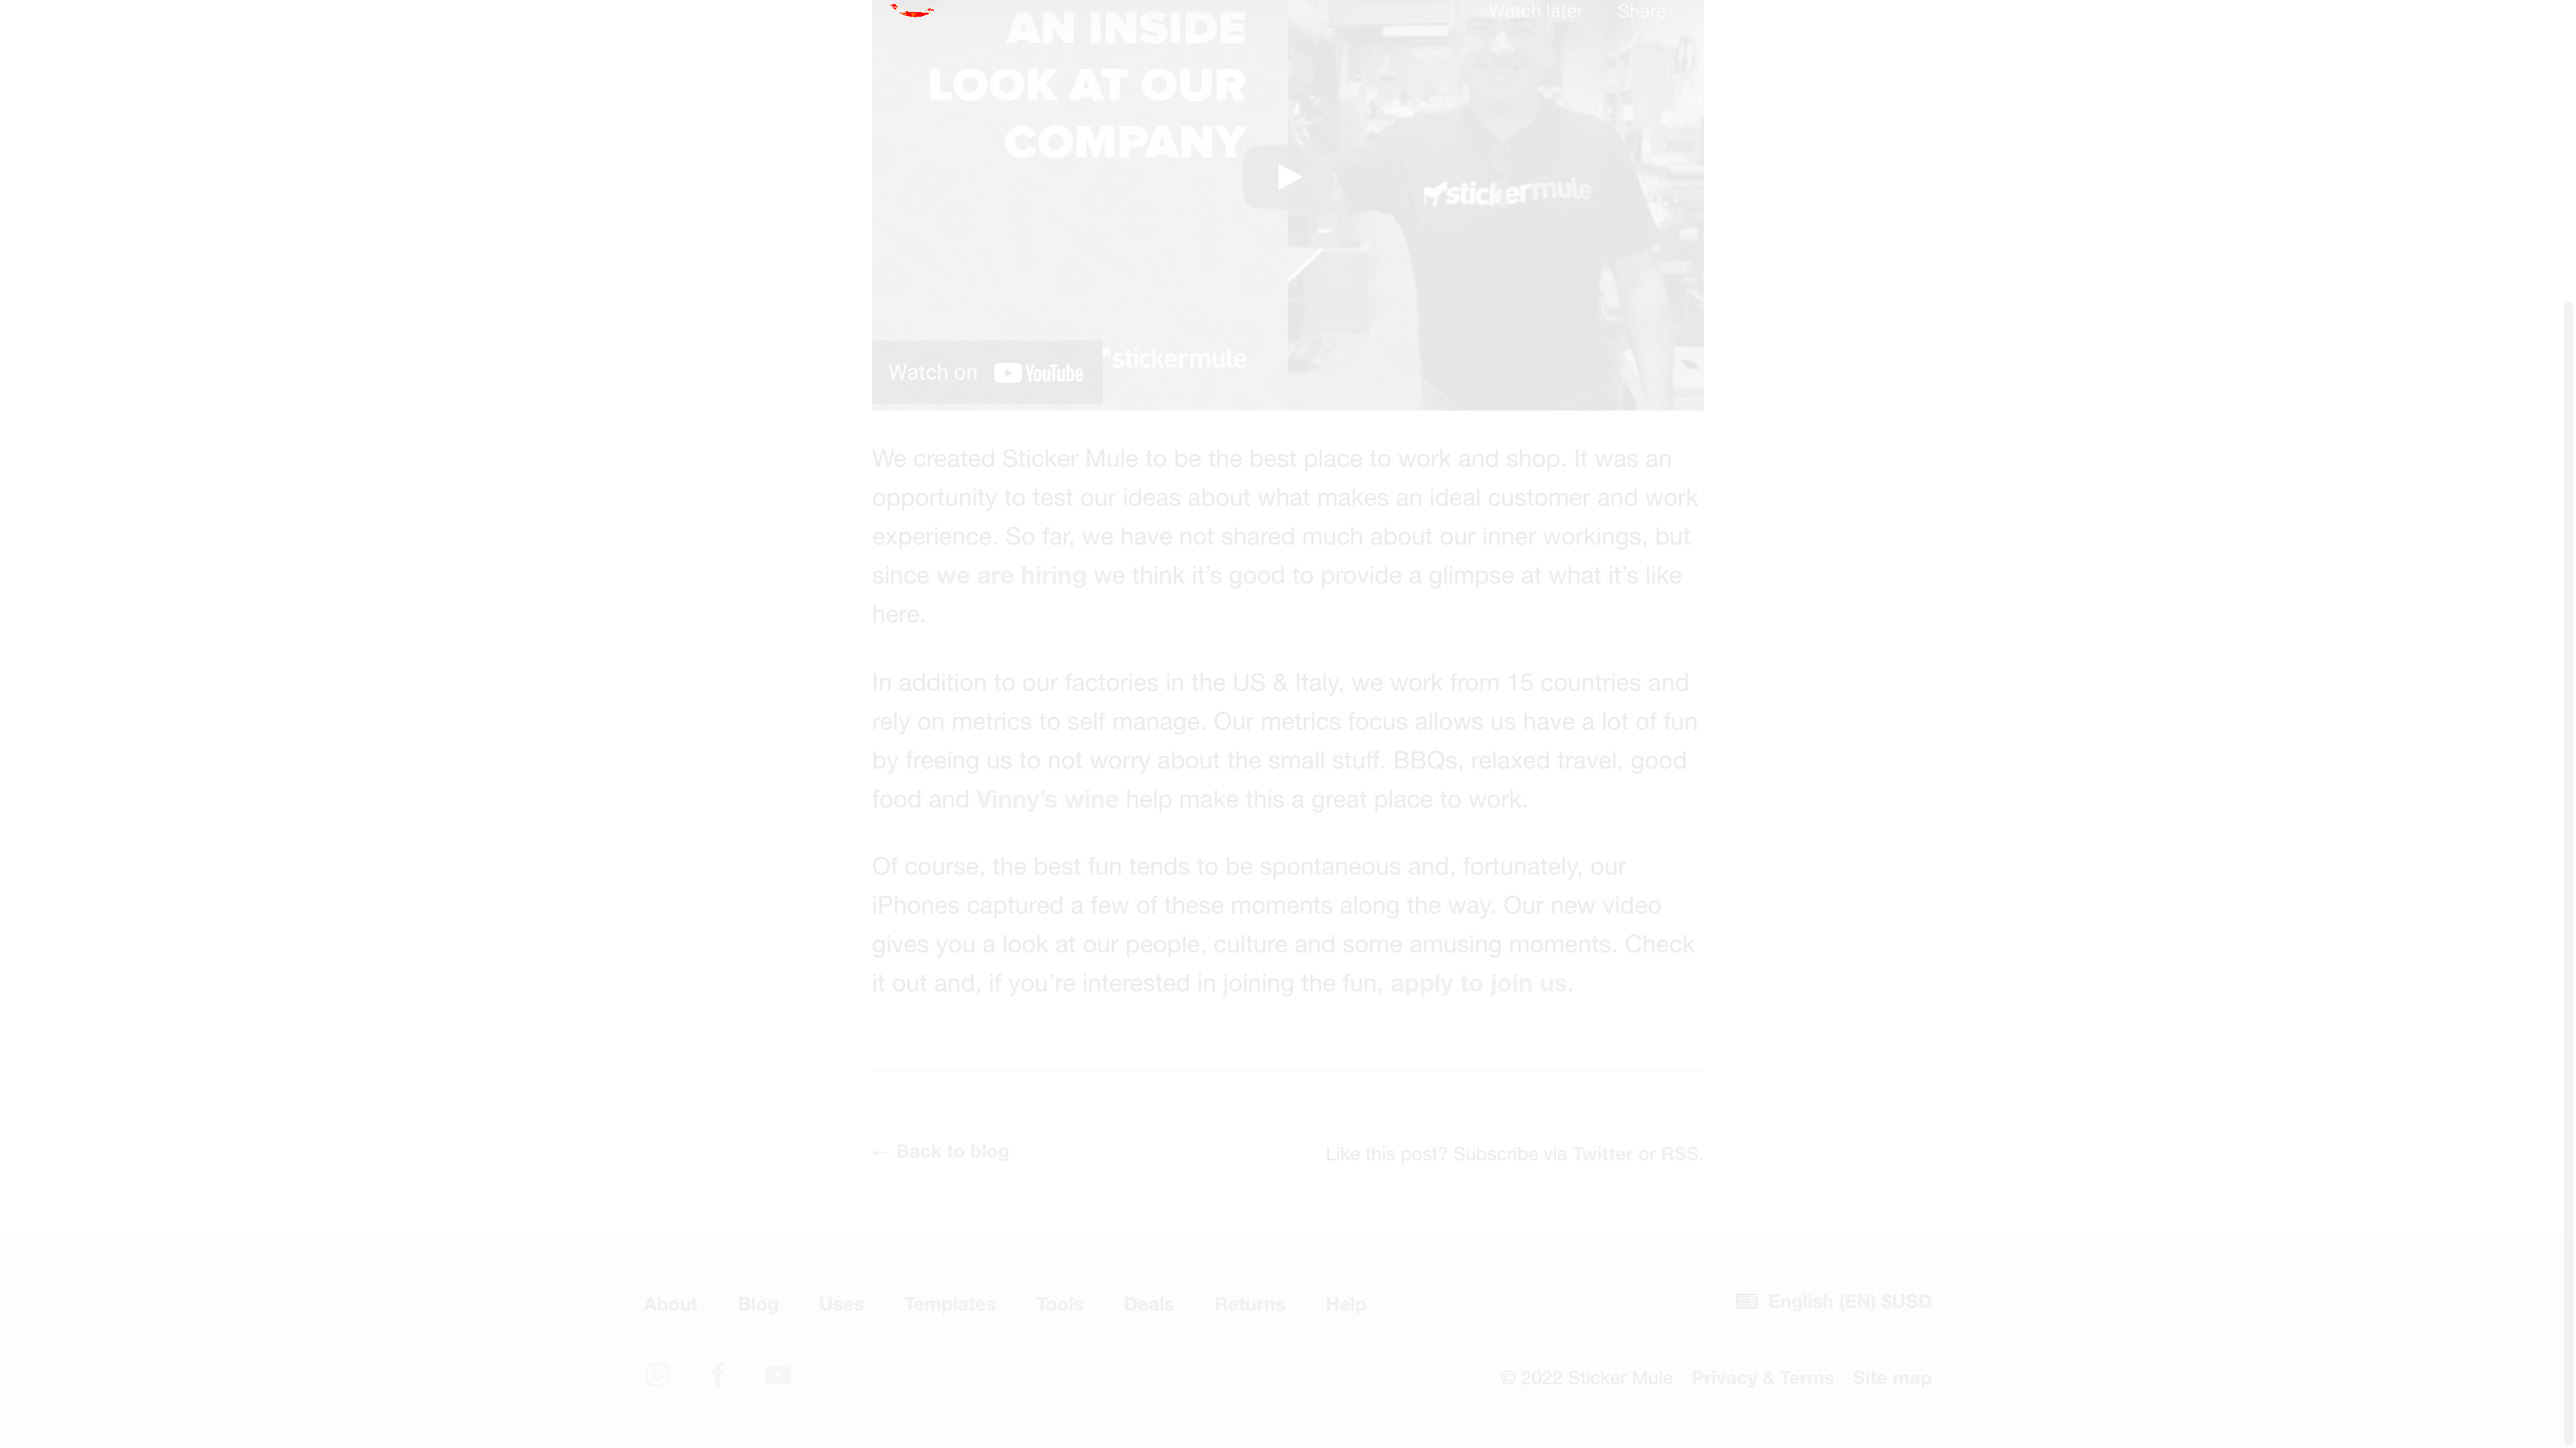 Watch later Share
AN INSIDE
LOOK AT OUR
COMPANY
stickermule
stickermule
Watch on YouTube
We created Sticker Mule to be the best place to work and shop. It was an
opportunity to test our ideas about what makes an ideal customer and work
experience. So far, we have not shared much about our inner workings, but
since we are hiring we think it’s good to provide a glimpse at what it’s like
here.
In addition to our factories in the US & Italy, we work from 15 countries and
rely on metrics to self manage. Our metrics focus allows us have a lot of fun
by freeing us to not worry about the small stuff. BBQs, relaxed travel, good
food and Vinny’s wine help make this a great place to work.
Of course, the best fun tends to be spontaneous and, fortunately, our
iPhones captured a few of these moments along the way. Our new video
gives you a look at our people, culture and some amusing moments. Check
it out and, if you’re interested in joining the fun, apply to join us.
← Back to blog
Like this post? Subscribe via Twitter or RSS.
About Blog Uses Templates Tools Deals Returns Help
English (EN) $USD
© 2022 Sticker Mule Privacy & Terms Site map